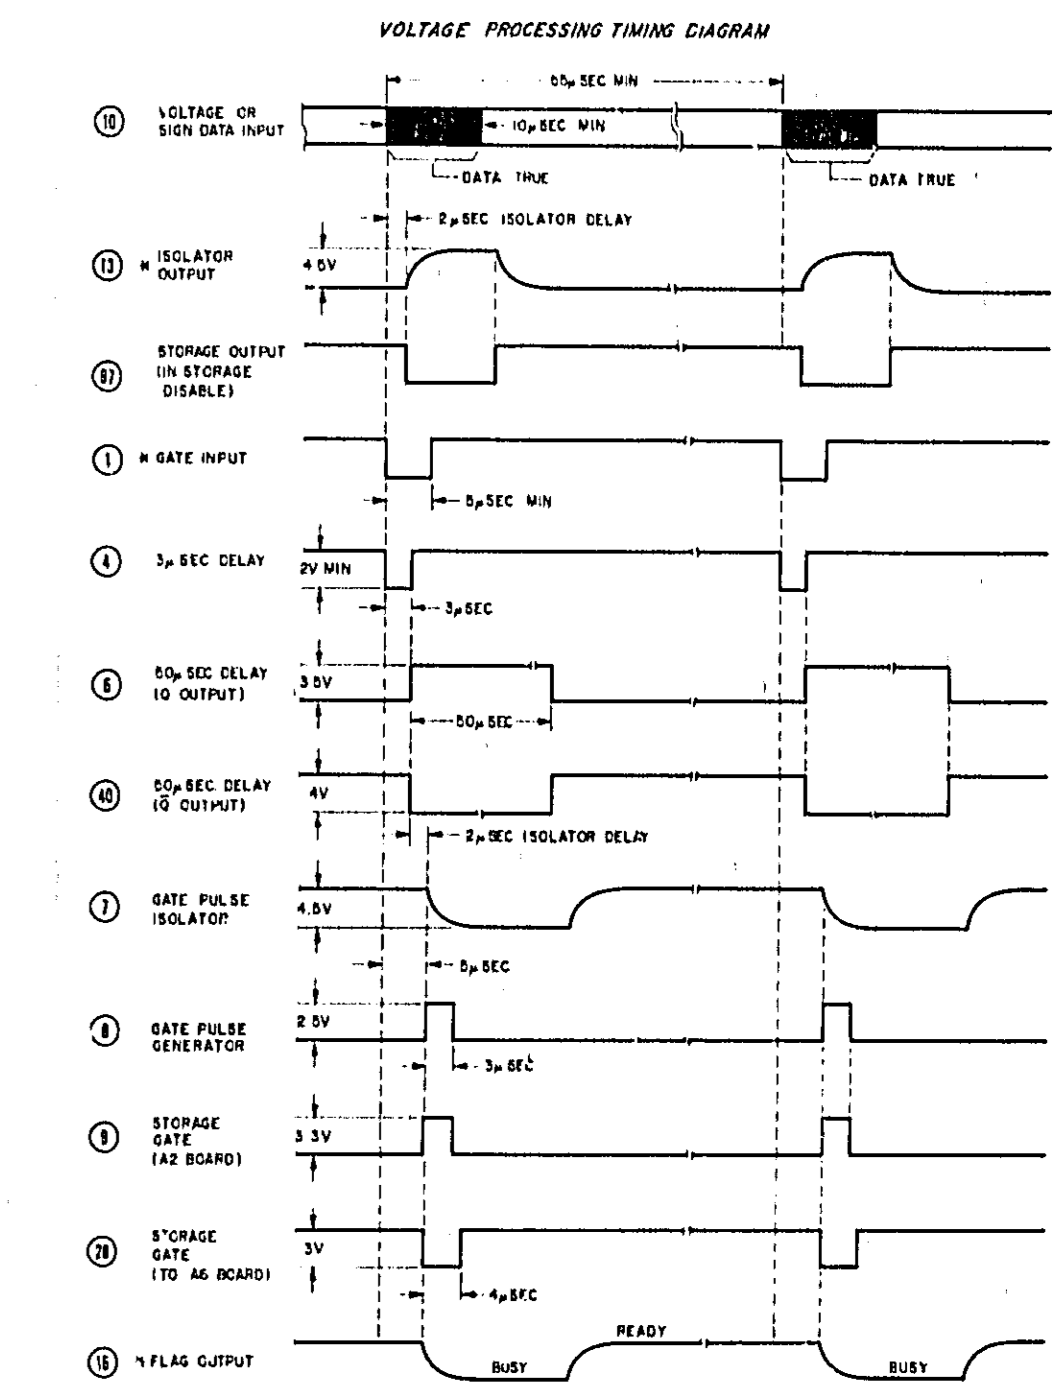 VOLTAGE PROCESSING TIMING DIAGRAM
65μSEC MIN
10 VOLTAGE OR
SIGN DATA INPUT
10μSEC MIN
DATA TRUE
DATA TRUE
2μSEC ISOLATOR DELAY
13 * ISOLATOR
OUTPUT
4.5V
STORAGE OUTPUT
(IN STORAGE
DISABLE)
1 * GATE INPUT
5μSEC MIN
4 3μSEC DELAY
2V MIN
3μSEC
6 50μSEC DELAY
(Q OUTPUT)
3.5V
50μSEC
40 50μSEC DELAY
(Q̅ OUTPUT)
4V
2μSEC ISOLATOR DELAY
7 GATE PULSE
ISOLATOR
4.5V
5μSEC
8 GATE PULSE
GENERATOR
2.5V
3μSEC
9 STORAGE
GATE
(A2 BOARD)
3.3V
STORAGE
GATE
(TO A6 BOARD)
3V
4μSEC
16 * FLAG OUTPUT
BUSY
READY
BUSY